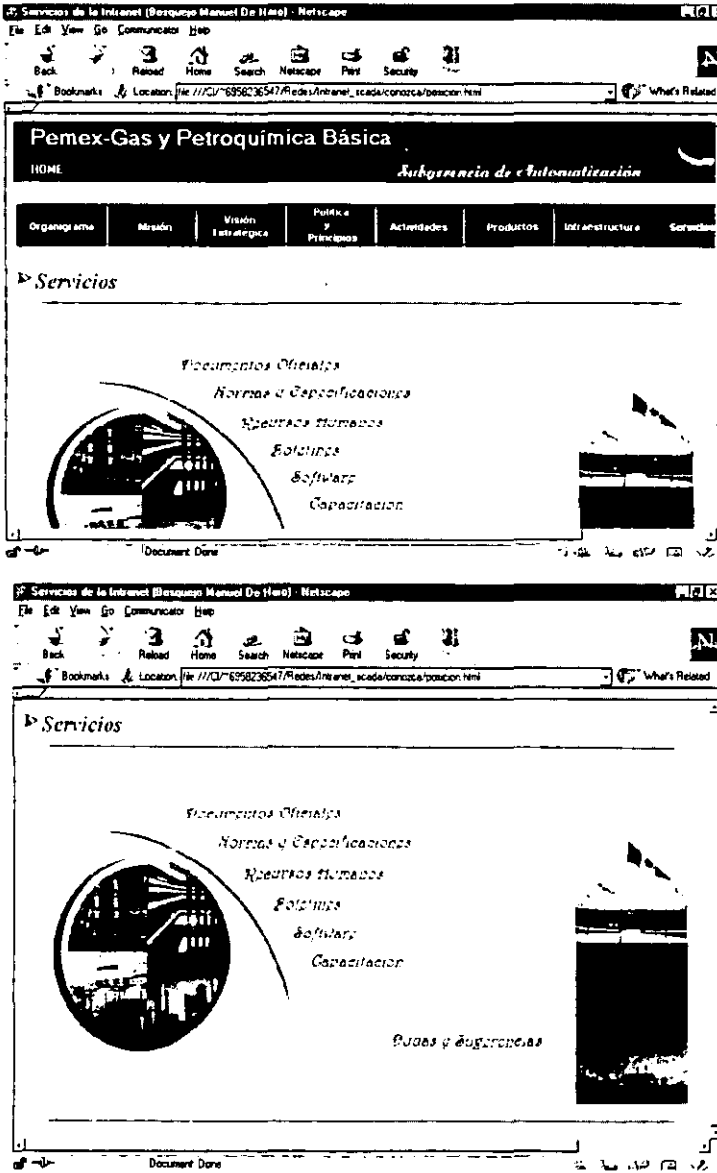 Servicios de la Intranet (Bosquejo Manuel De Haro) - Netscape
File Edit View Go Communicator Help
Back Reload Home Search Netscape Print Security
Bookmarks Location: file:///C|/~6958236547/Redes/Intranet_scada/conozca/posicion.html What's Related
Pemex-Gas y Petroquímica Básica
HOME
Subgerencia de Automatización
Organigrama Misión Visión Estratégica Política y Principios Actividades Productos Infraestructura Servicios
Servicios
Documentos Oficiales
Normas y Especificaciones
Recursos Humanos
Boletines
Software
Capacitación
Document: Done
Servicios de la Intranet (Bosquejo Manuel De Haro) - Netscape
File Edit View Go Communicator Help
Back Reload Home Search Netscape Print Security
Bookmarks Location: file:///C|/~6958236547/Redes/Intranet_scada/conozca/posicion.html What's Related
Servicios
Documentos Oficiales
Normas y Especificaciones
Recursos Humanos
Boletines
Software
Capacitación
Dudas y Sugerencias
Document: Done